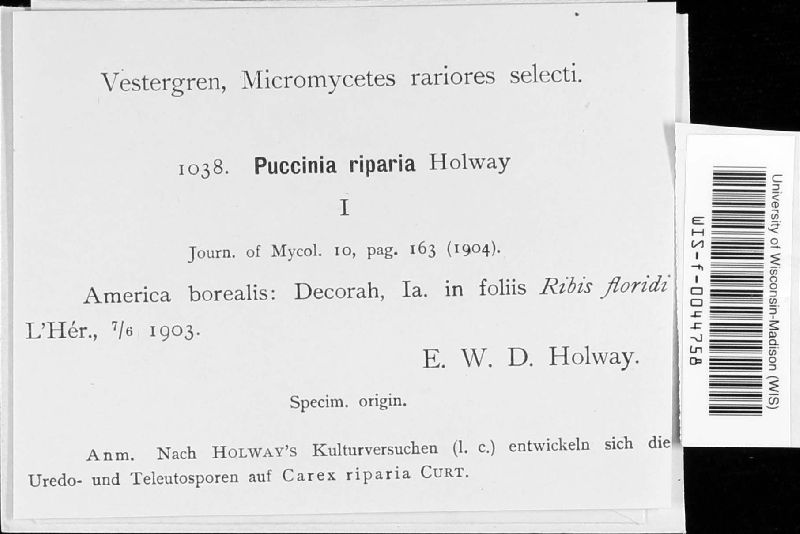 Vestergren, Micromycetes rariores selecti.
1038. Puccinia riparia Holway
I
Journ. of Mycol. 10, pag. 163 (1904).
America borealis: Decorah, Ia. in foliis Ribis floridi
L'Hér., 7/6 1903.
E. W. D. Holway.
Specim. origin.
Anm. Nach HOLWAY'S Kulturversuchen (l. c.) entwickeln sich die
Uredo- und Teleutosporen auf Carex riparia CURT.
University of Wisconsin-Madison (WIS)
WIS-f-0044758